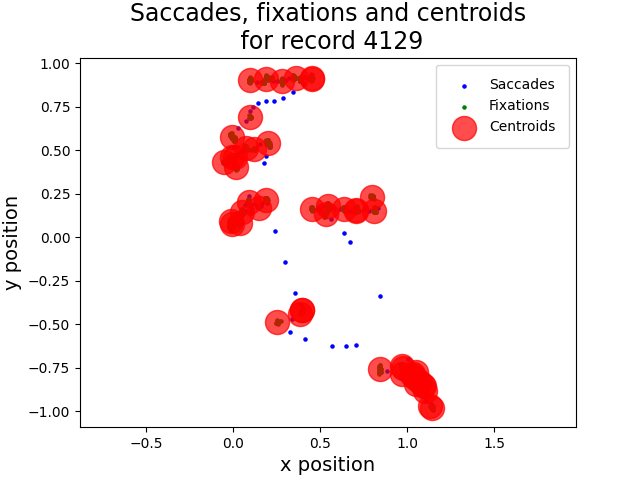 Saccades, fixations and centroids
for record 4129
Saccades
Fixations
Centroids
1.00
0.75
0.50
0.25
0.00
−0.25
−0.50
−0.75
−1.00
y position
−0.5
0.0
0.5
1.0
1.5
x position